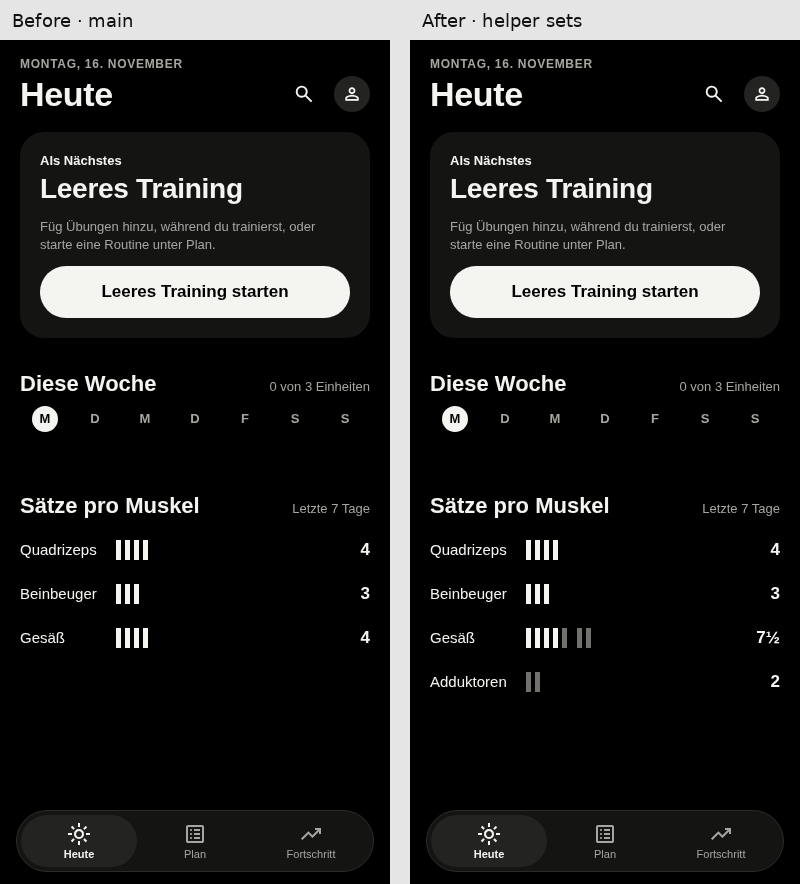 Before · main
MONTAG, 16. NOVEMBER
Heute
Als Nächstes
Leeres Training
Füg Übungen hinzu, während du trainierst, oder
starte eine Routine unter Plan.
Leeres Training starten
Diese Woche 0 von 3 Einheiten
M D M D F S S
Sätze pro Muskel Letzte 7 Tage
Quadrizeps 4
Beinbeuger 3
Gesäß 4
Heute Plan Fortschritt
After · helper sets
MONTAG, 16. NOVEMBER
Heute
Als Nächstes
Leeres Training
Füg Übungen hinzu, während du trainierst, oder
starte eine Routine unter Plan.
Leeres Training starten
Diese Woche 0 von 3 Einheiten
M D M D F S S
Sätze pro Muskel Letzte 7 Tage
Quadrizeps 4
Beinbeuger 3
Gesäß 7½
Adduktoren 2
Heute Plan Fortschritt